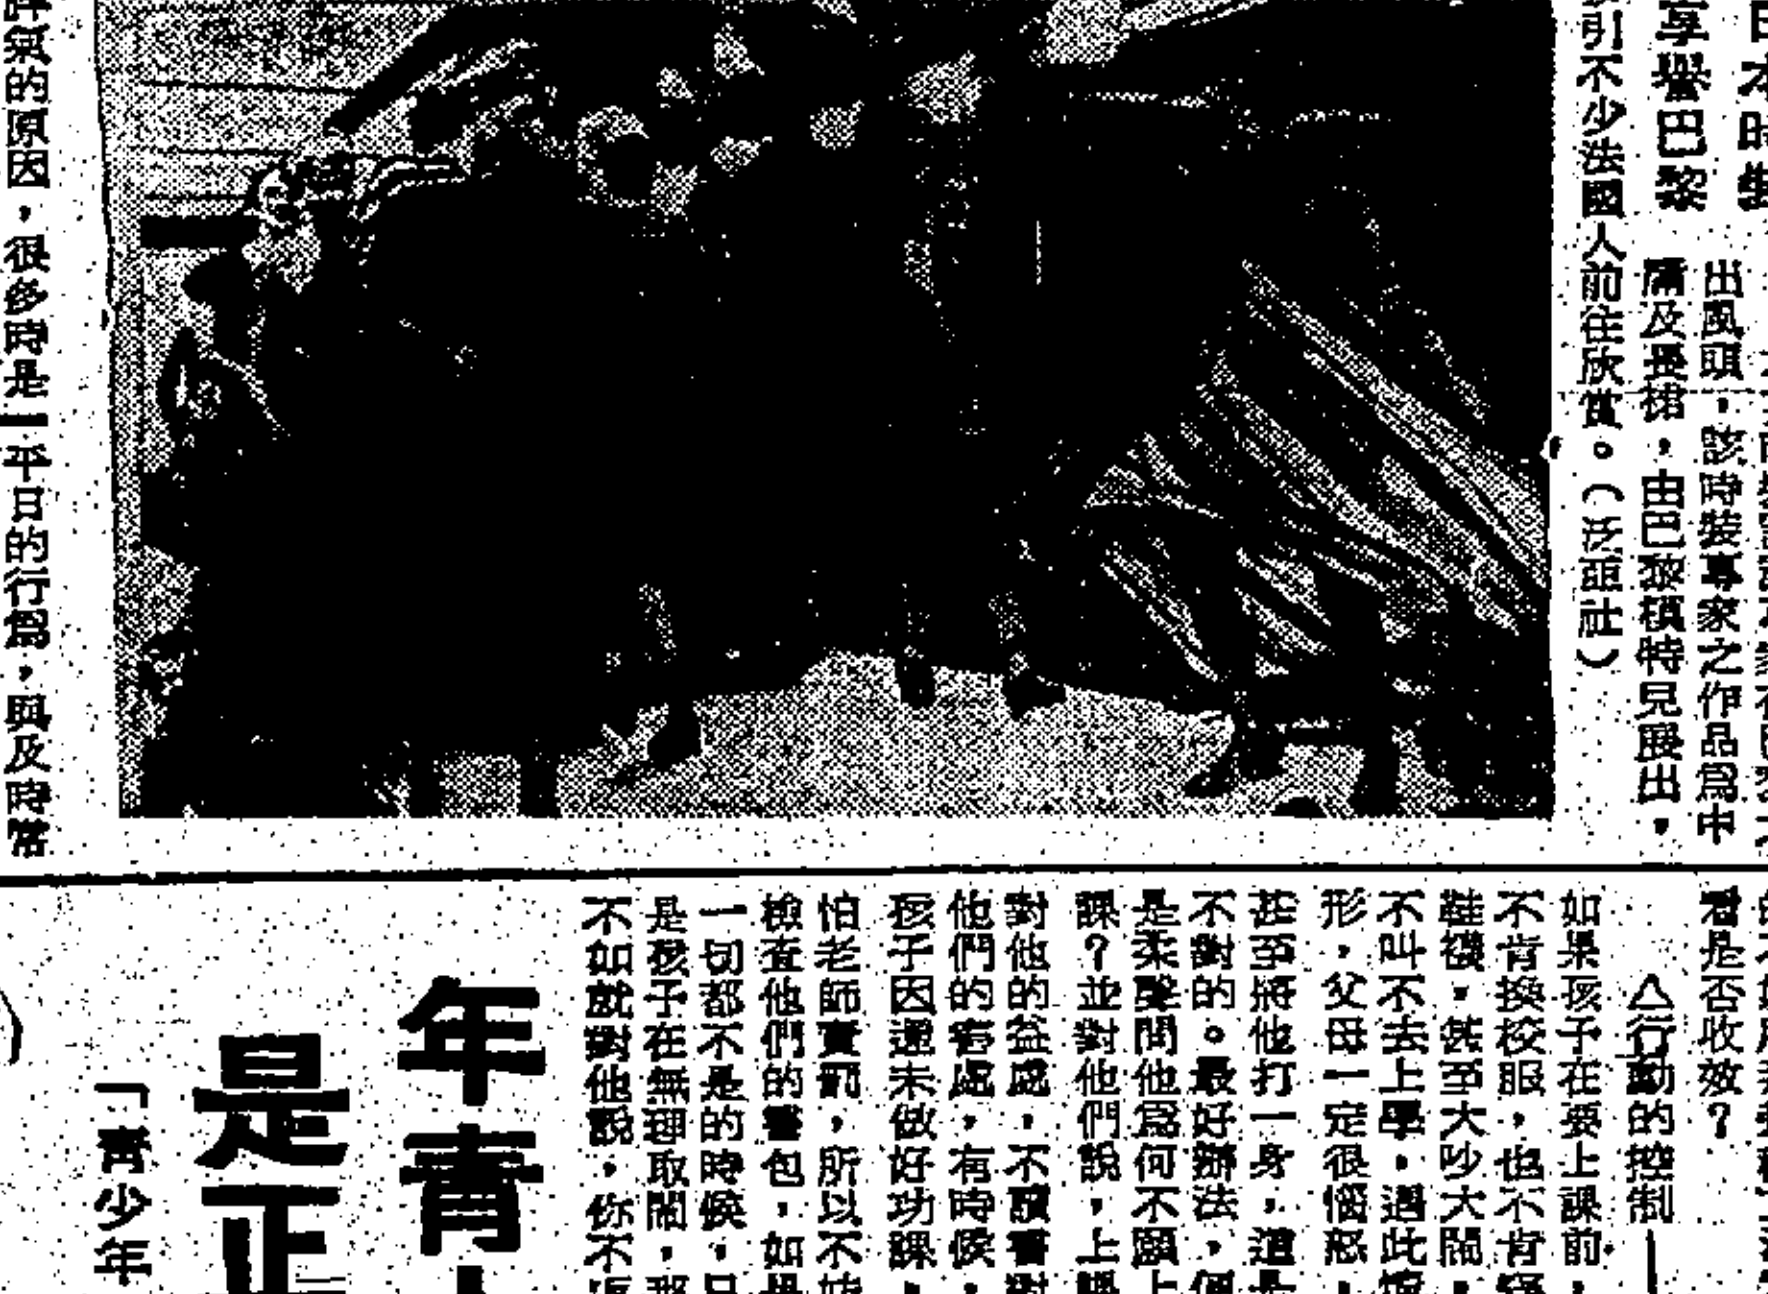 日本時裝
享譽巴黎
出風頭，該時裝專家之作品爲中
及長裙，由巴黎模特兒展出，
引不少法國人前往欣賞。（泛亞社）
的原因，很多時是一平日的行爲，與及時常
看是否收效？
△行動的控制—
如果孩子在要上課前，
不肯換校服，也不肯穿
鞋襪，甚至大吵大鬧，
不叫不去上學，遇此情
形，父母一定很惱怒，
甚至將他打一身，這是
不對的。最好辦法，
是柔聲問他爲何不願上
課？並對他們說，上課
對他的益處，不讀書對
他們的害處，有時候，
孩子因還未做好功課，
怕老師責罰，所以不妨
檢查他們的書包，如果
一切都不是的時候，只
是孩子在無理取鬧，那
不如就對他說，你不
年青
是正
「青少年